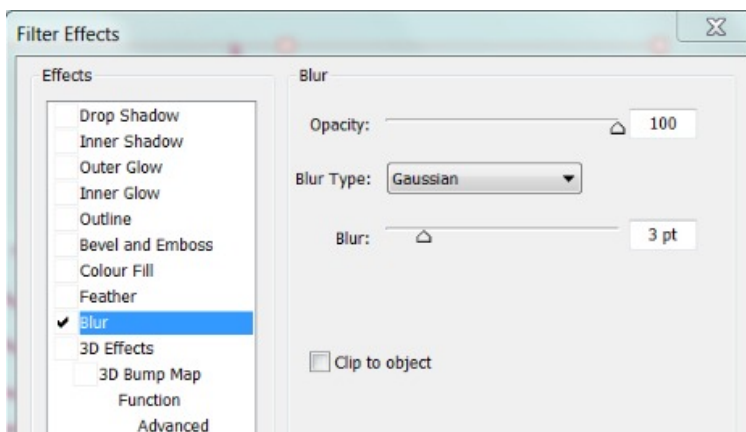 Filter Effects
Effects
Drop Shadow
Inner Shadow
Outer Glow
Inner Glow
Outline
Bevel and Emboss
Colour Fill
Feather
Blur
3D Effects
3D Bump Map
Function
Advanced
Blur
Opacity: 100
Blur Type: Gaussian
Blur: 3 pt
Clip to object